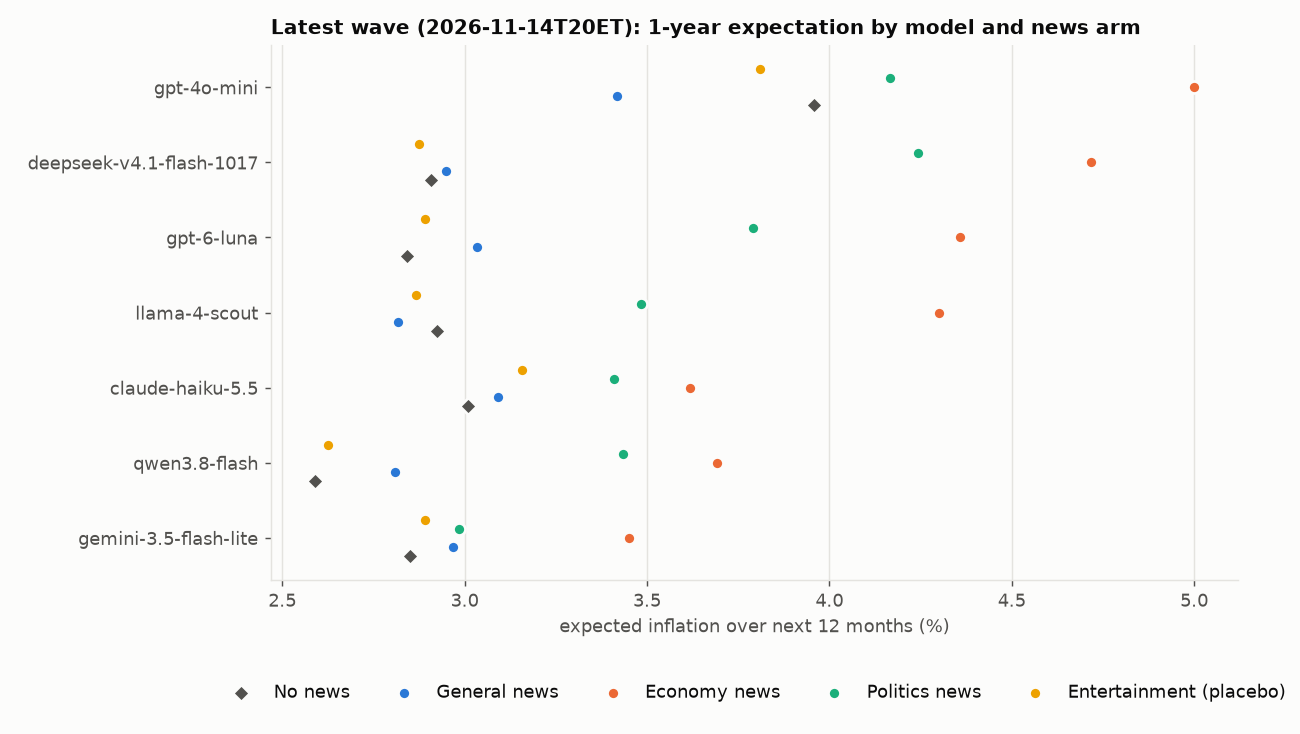 Latest wave (2026-11-14T20ET): 1-year expectation by model and news arm
gpt-4o-mini
deepseek-v4.1-flash-1017
gpt-6-luna
llama-4-scout
claude-haiku-5.5
qwen3.8-flash
gemini-3.5-flash-lite
2.5 3.0 3.5 4.0 4.5 5.0
expected inflation over next 12 months (%)
No news General news Economy news Politics news Entertainment (placebo)